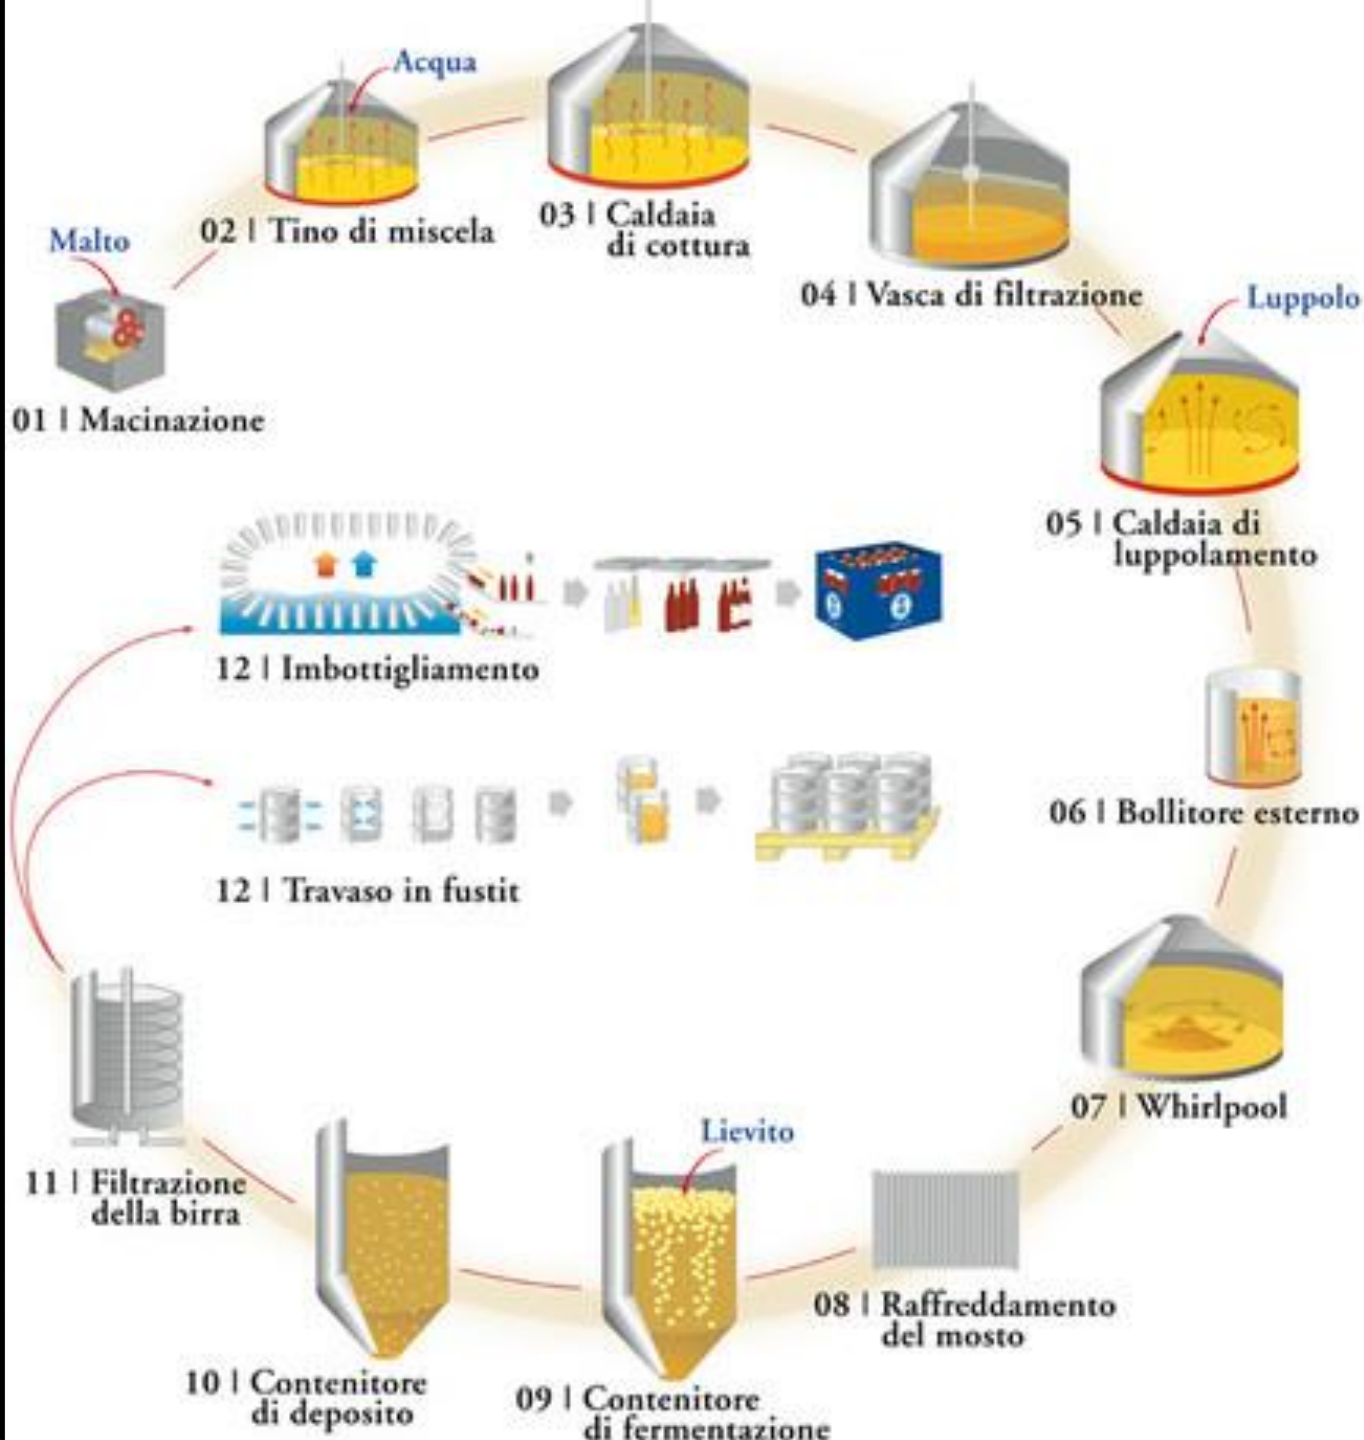 Malto
01 | Macinazione
Acqua
02 | Tino di miscela
03 | Caldaia
di cottura
04 | Vasca di filtrazione
Luppolo
05 | Caldaia di
luppolamento
06 | Bollitore esterno
07 | Whirlpool
08 | Raffreddamento
del mosto
Lievito
09 | Contenitore
di fermentazione
10 | Contenitore
di deposito
11 | Filtrazione
della birra
12 | Imbottigliamento
12 | Travaso in fustit